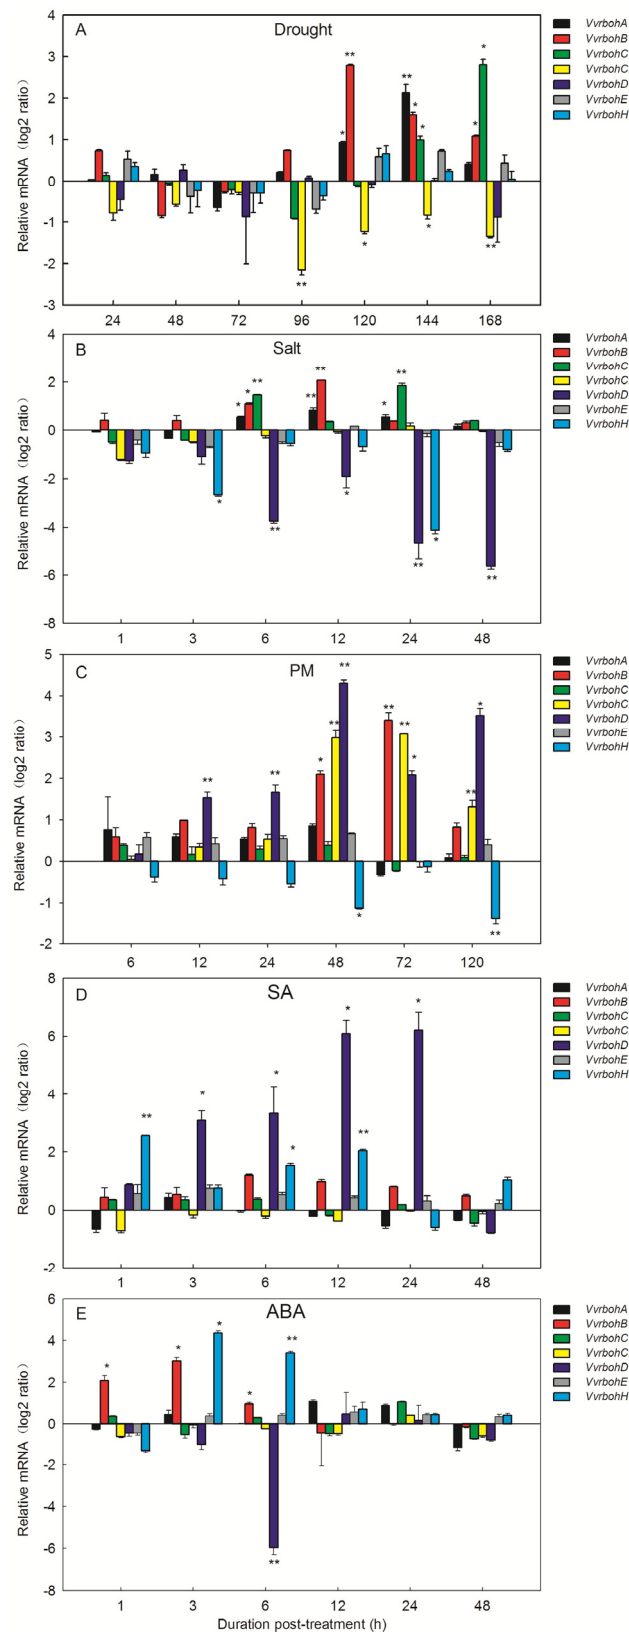 A Drought
VvrbohA
VvrbohB
VvrbohC
VvrbohC
VvrbohD
VvrbohE
VvrbohH
Relative mRNA (log2 ratio)
4
3
2
1
0
-1
-2
-3
24 48 72 96 120 144 168
* ** ** * * * *
** * * **
B Salt
VvrbohA
VvrbohB
VvrbohC
VvrbohC
VvrbohD
VvrbohE
VvrbohH
Relative mRNA (log2 ratio)
4
2
0
-2
-4
-6
-8
1 3 6 12 24 48
* * ** ** ** * **
* ** * ** * **
C PM
VvrbohA
VvrbohB
VvrbohC
VvrbohC
VvrbohD
VvrbohE
VvrbohH
Relative mRNA (log2 ratio)
5
4
3
2
1
0
-1
-2
6 12 24 48 72 120
** ** * ** ** ** ** * ** *
* **
D SA
VvrbohA
VvrbohB
VvrbohC
VvrbohC
VvrbohD
VvrbohE
VvrbohH
Relative mRNA (log2 ratio)
8
6
4
2
0
-2
1 3 6 12 24 48
** * * * * ** *
E ABA
VvrbohA
VvrbohB
VvrbohC
VvrbohC
VvrbohD
VvrbohE
VvrbohH
Relative mRNA (log2 ratio)
6
4
2
0
-2
-4
-6
8
* * * * **
**
1 3 6 12 24 48
Duration post-treatment (h)